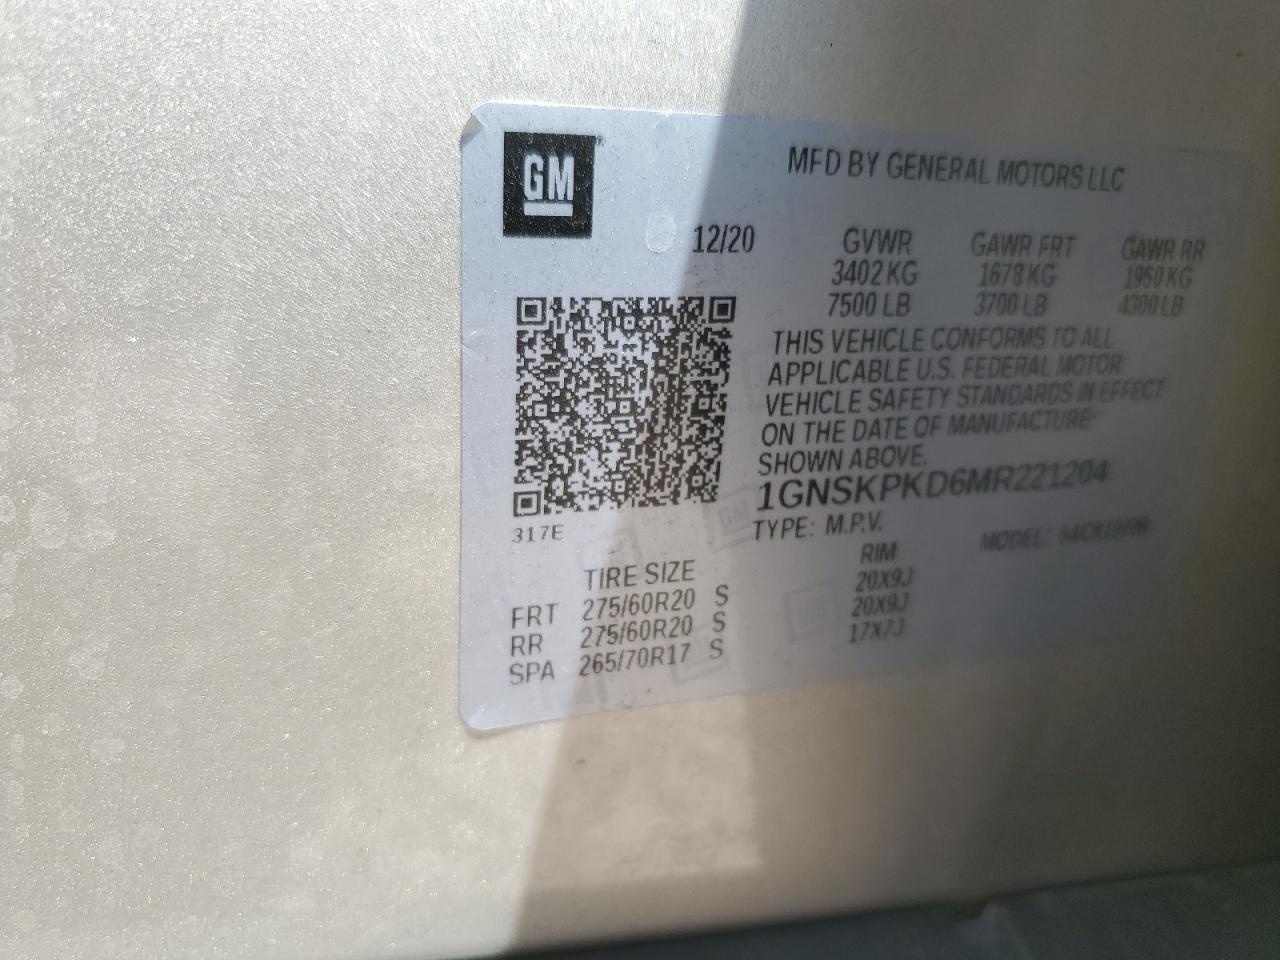 GM
MFD BY GENERAL MOTORS LLC
12/20 GVWR GAWR FRT GAWR RR
3402 KG 1678 KG 1950 KG
7500 LB 3700 LB 4300 LB
THIS VEHICLE CONFORMS TO ALL
APPLICABLE U.S. FEDERAL MOTOR
VEHICLE SAFETY STANDARDS IN EFFECT
ON THE DATE OF MANUFACTURE
SHOWN ABOVE.
1GNSKPKD6MR221204
317E
TYPE: M.P.V. MODEL:
TIRE SIZE RIM
FRT 275/60R20 S 20X9J
RR 275/60R20 S 20X9J
SPA 265/70R17 S 17X7J